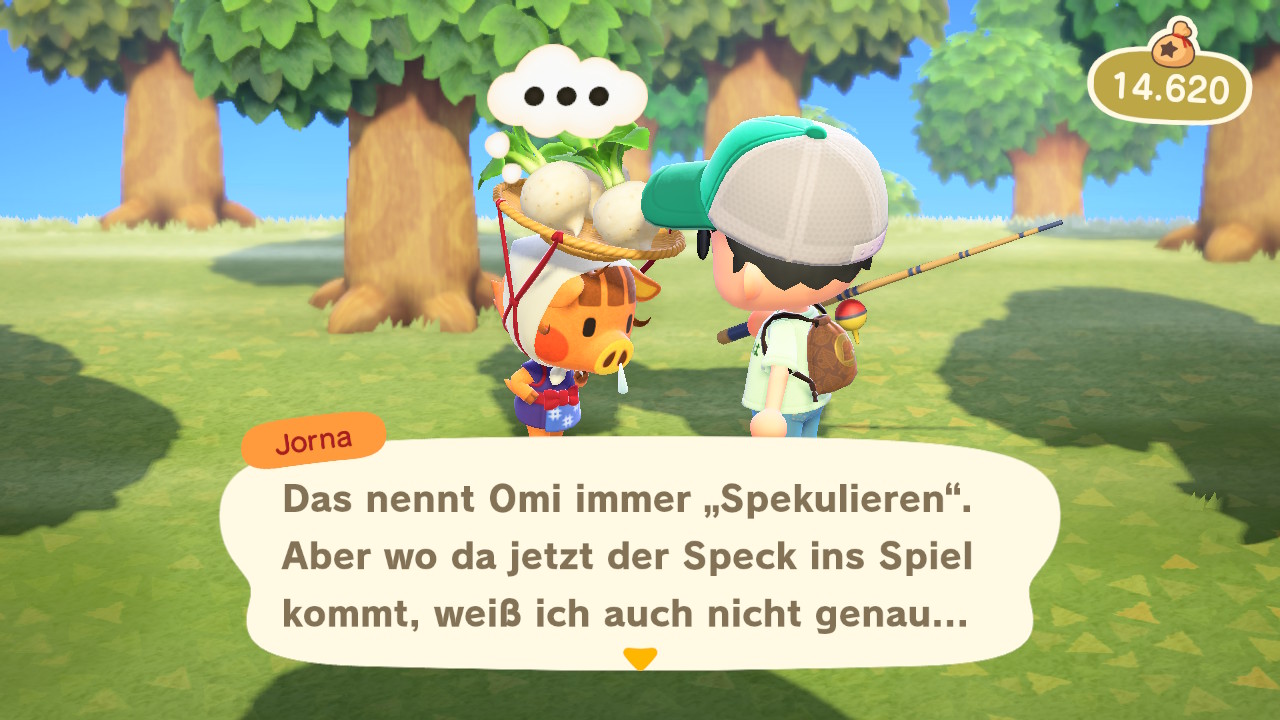 14.620
Jorna
Das nennt Omi immer „Spekulieren“.
Aber wo da jetzt der Speck ins Spiel
kommt, weiß ich auch nicht genau...